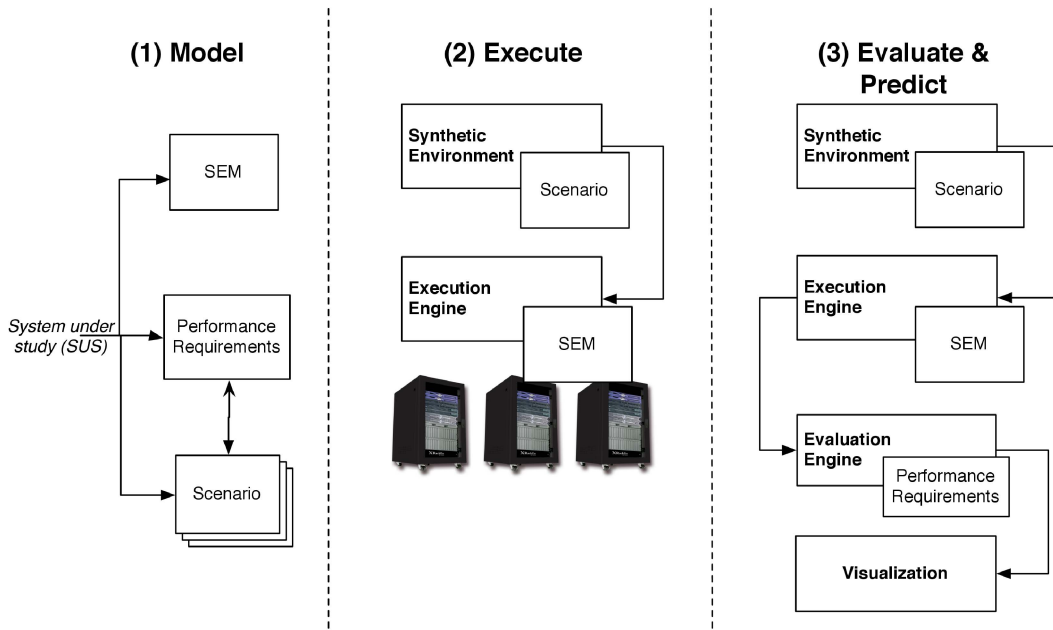 (1) Model
SEM
System under
study (SUS)
Performance
Requirements
Scenario
(2) Execute
Synthetic
Environment
Scenario
Execution
Engine
SEM
(3) Evaluate &
Predict
Synthetic
Environment
Scenario
Execution
Engine
SEM
Evaluation
Engine
Performance
Requirements
Visualization